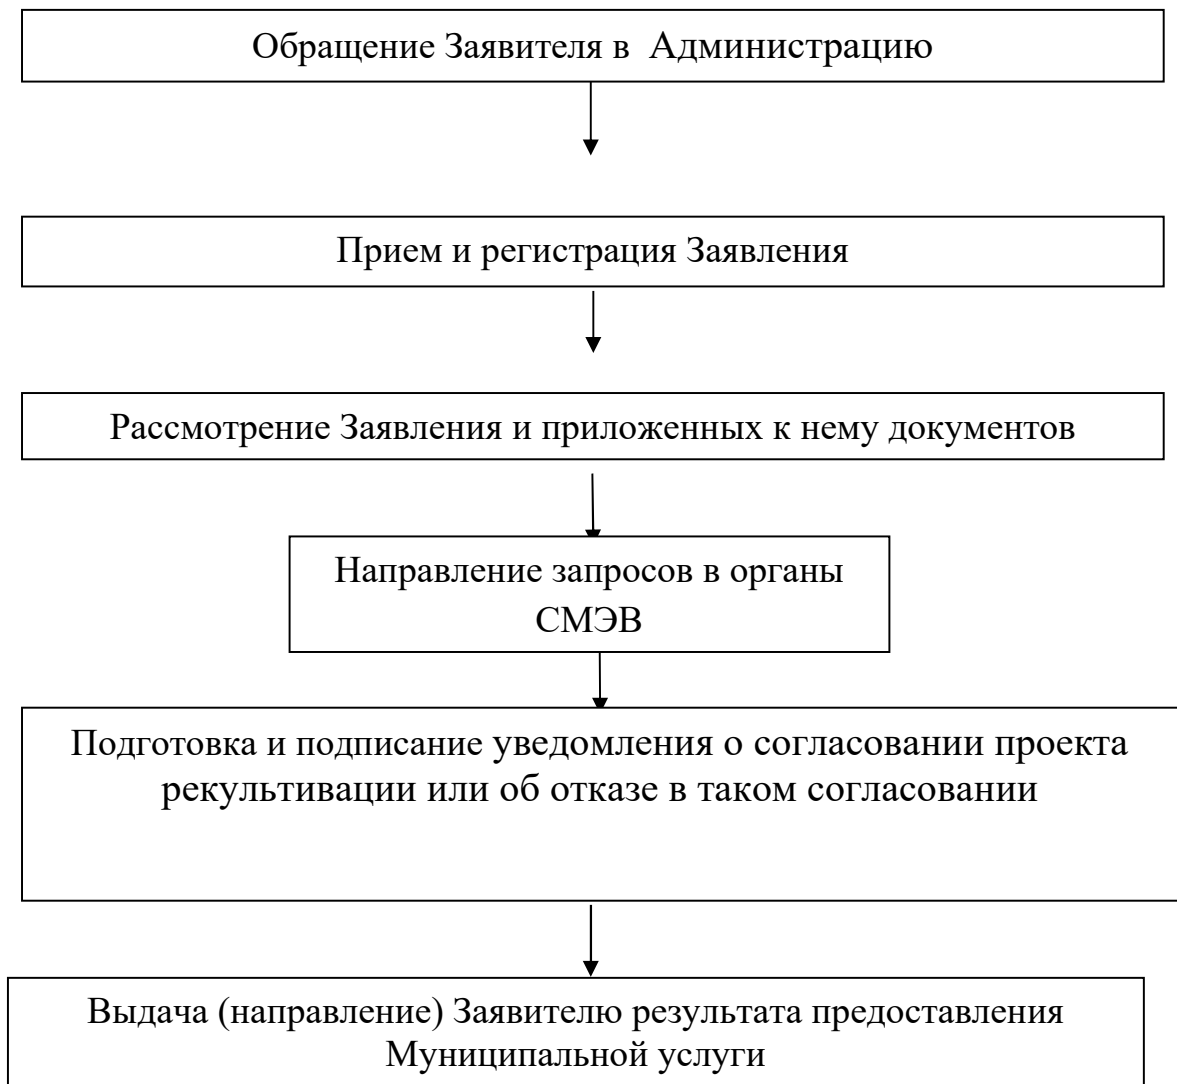 Обращение Заявителя в Администрацию
Прием и регистрация Заявления
Рассмотрение Заявления и приложенных к нему документов
Направление запросов в органы
СМЭВ
Подготовка и подписание уведомления о согласовании проекта
рекультивации или об отказе в таком согласовании
Выдача (направление) Заявителю результата предоставления
Муниципальной услуги